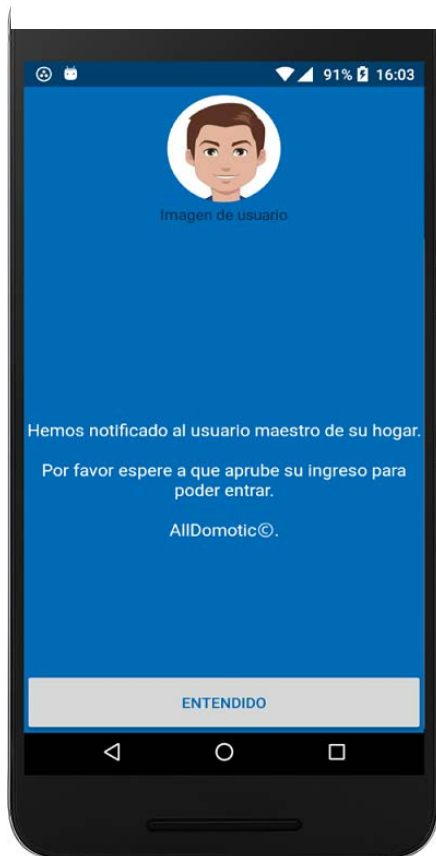 91% 16:03
Imagen de usuario
Hemos notificado al usuario maestro de su hogar.
Por favor espere a que aprube su ingreso para
poder entrar.
AllDomotic©.
ENTENDIDO